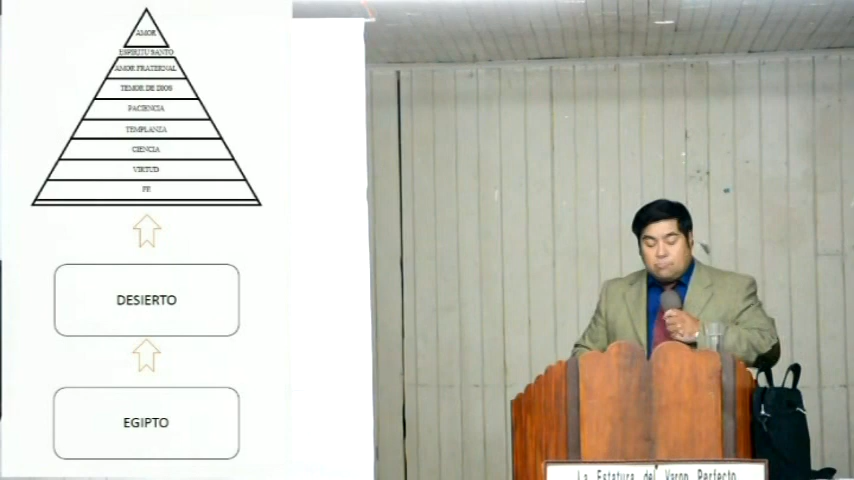 AMOR
ESPIRITU SANTO
AMOR FRATERNAL
TEMOR DE DIOS
PACIENCIA
TEMPLANZA
CIENCIA
VIRTUD
FE
DESIERTO
EGIPTO
La Estatura del Varon Perfecto